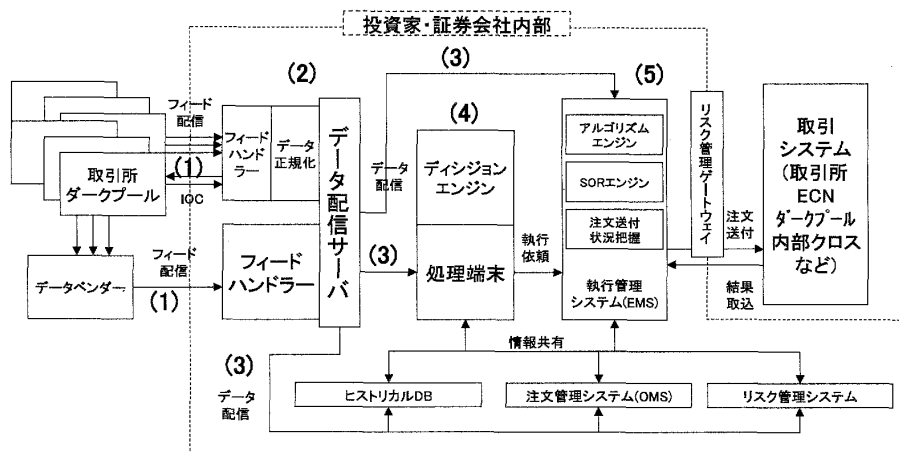 投資家・証券会社内部
(2)
(3)
(5)
フィード
配信
(1)
IOC
取引所
ダークプール
フィード
ハンド
ラー
データ
正規化
データ配信サーバ
データ
配信
(4)
ディシジョン
エンジン
アルゴリズム
エンジン
SORエンジン
注文送付
状況把握
執行管理
システム(EMS)
リスク管理ゲートウェイ
取引
システム
(取引所
ECN
ダークプール
内部クロス
など)
注文
送付
結果
取込
フィード
配信
(1)
データベンダー
フィード
ハンドラー
(3)
処理端末
執行
依頼
情報共有
(3)
データ
配信
ヒストリカルDB
注文管理システム(OMS)
リスク管理システム